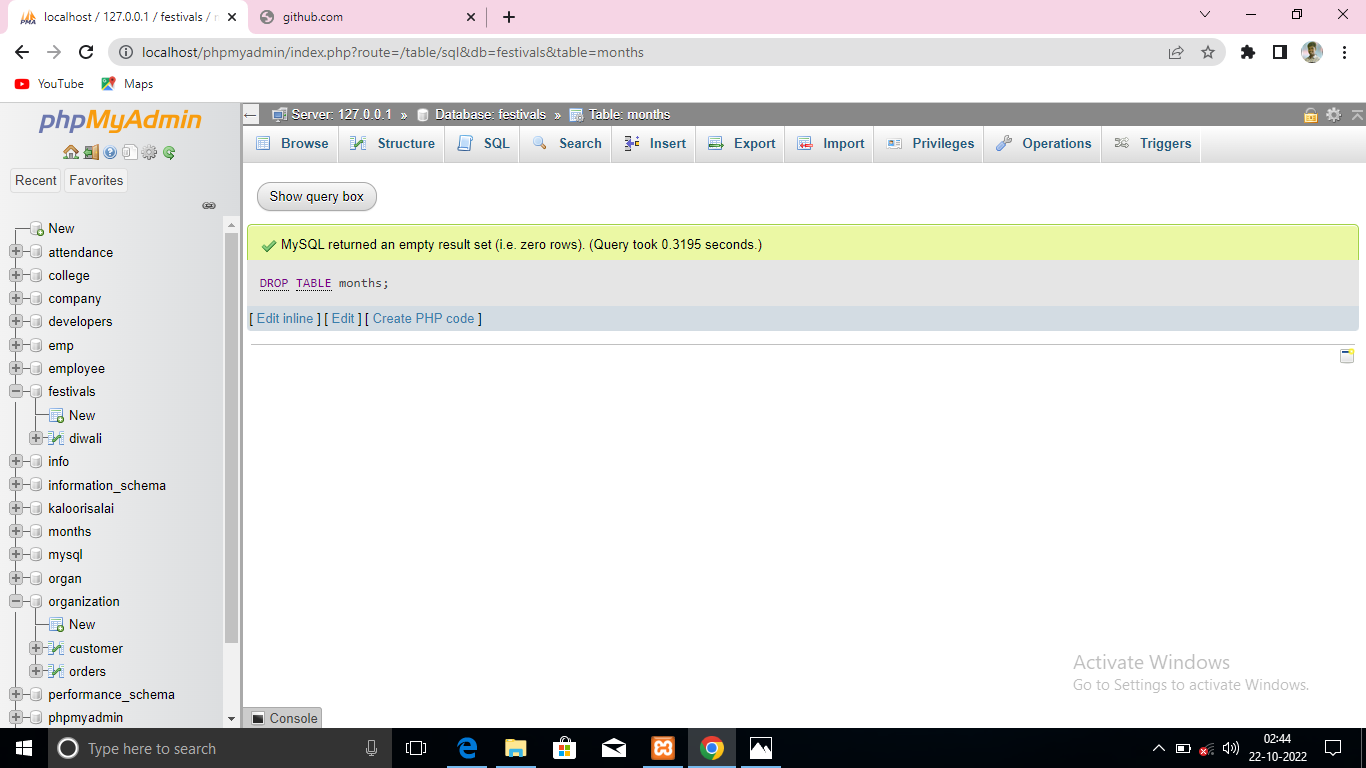 localhost / 127.0.0.1 / festivals /
github.com
localhost/phpmyadmin/index.php?route=/table/sql&db=festivals&table=months
YouTube Maps
phpMyAdmin
Server: 127.0.0.1 » Database: festivals » Table: months
Browse Structure SQL Search Insert Export Import Privileges Operations Triggers
Recent Favorites
Show query box
MySQL returned an empty result set (i.e. zero rows). (Query took 0.3195 seconds.)
DROP TABLE months;
[ Edit inline ] [ Edit ] [ Create PHP code ]
New
attendance
college
company
developers
emp
employee
festivals
New
diwali
info
information_schema
kaloorisalai
months
mysql
organ
organization
New
customer
orders
performance_schema
phpmyadmin
Activate Windows
Go to Settings to activate Windows.
Console
Type here to search
02:44
22-10-2022